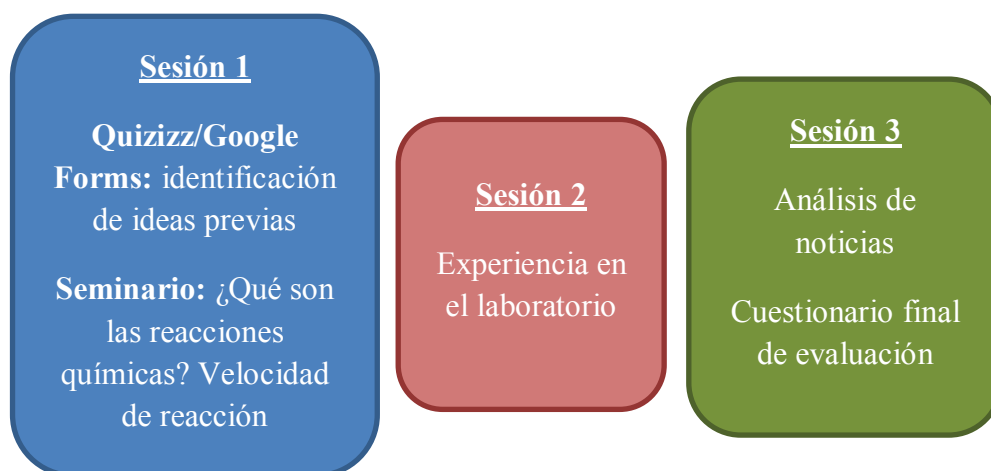 Sesión 1
Quizizz/Google
Forms: identificación
de ideas previas
Seminario: ¿Qué son
las reacciones
químicas? Velocidad
de reacción
Sesión 2
Experiencia en
el laboratorio
Sesión 3
Análisis de
noticias
Cuestionario final
de evaluación